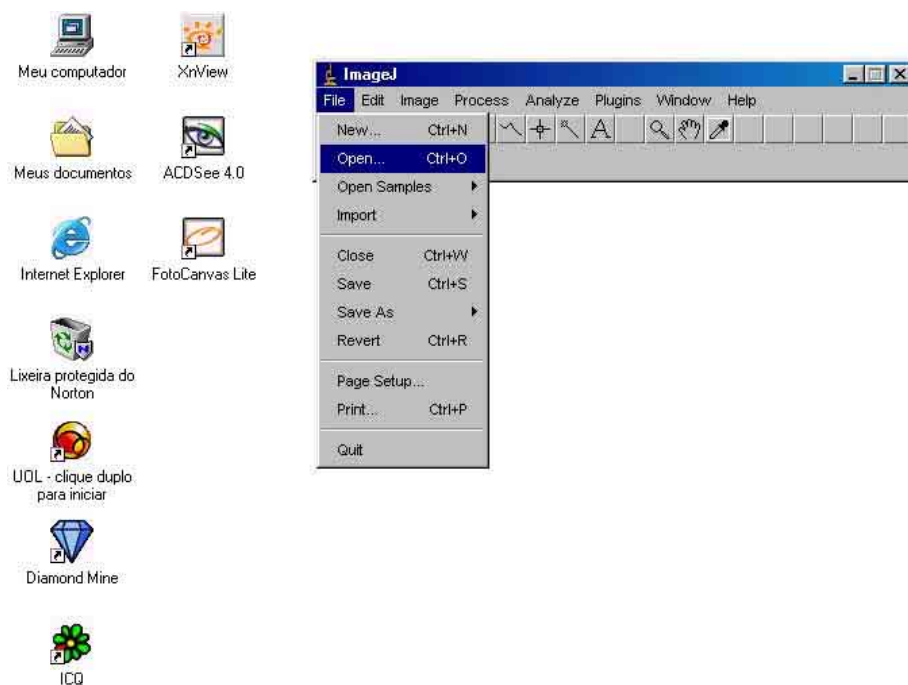 Meu computador
XnView
Meus documentos
ACDSee 4.0
Internet Explorer
FotoCanvas Lite
Lixeira protegida do
Norton
UOL - clique duplo
para iniciar
Diamond Mine
ICQ
ImageJ
File Edit Image Process Analyze Plugins Window Help
A
New... Ctrl+N
Open... Ctrl+O
Open Samples
Import
Close Ctrl+W
Save Ctrl+S
Save As
Revert Ctrl+R
Page Setup...
Print... Ctrl+P
Quit